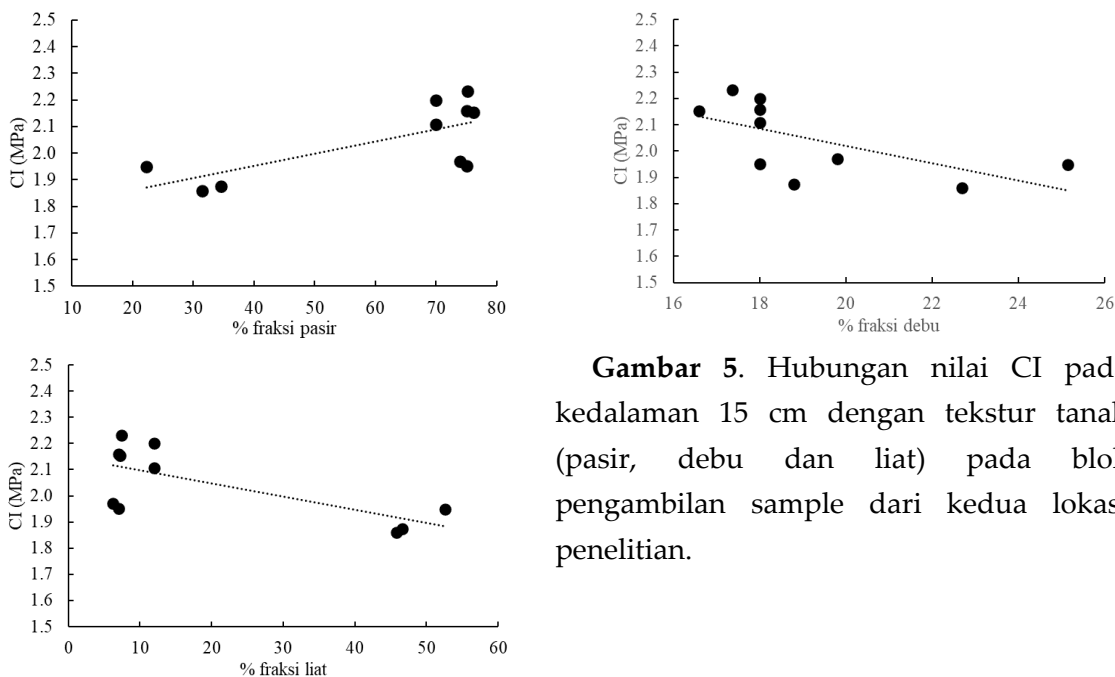 2.5
2.4
2.3
2.2
2.1
2.0
1.9
1.8
1.7
1.6
1.5
CI (MPa)
10 20 30 40 50 60 70 80
% fraksi pasir
2.5
2.4
2.3
2.2
2.1
2.0
1.9
1.8
1.7
1.6
1.5
CI (MPa)
16 18 20 22 24 26
% fraksi debu
2.5
2.4
2.3
2.2
2.1
2.0
1.9
1.8
1.7
1.6
1.5
CI (MPa)
0 10 20 30 40 50 60
% fraksi liat
Gambar 5. Hubungan nilai CI pad
kedalaman 15 cm dengan tekstur tanal
(pasir, debu dan liat) pada blol
pengambilan sample dari kedua lokas
penelitian.